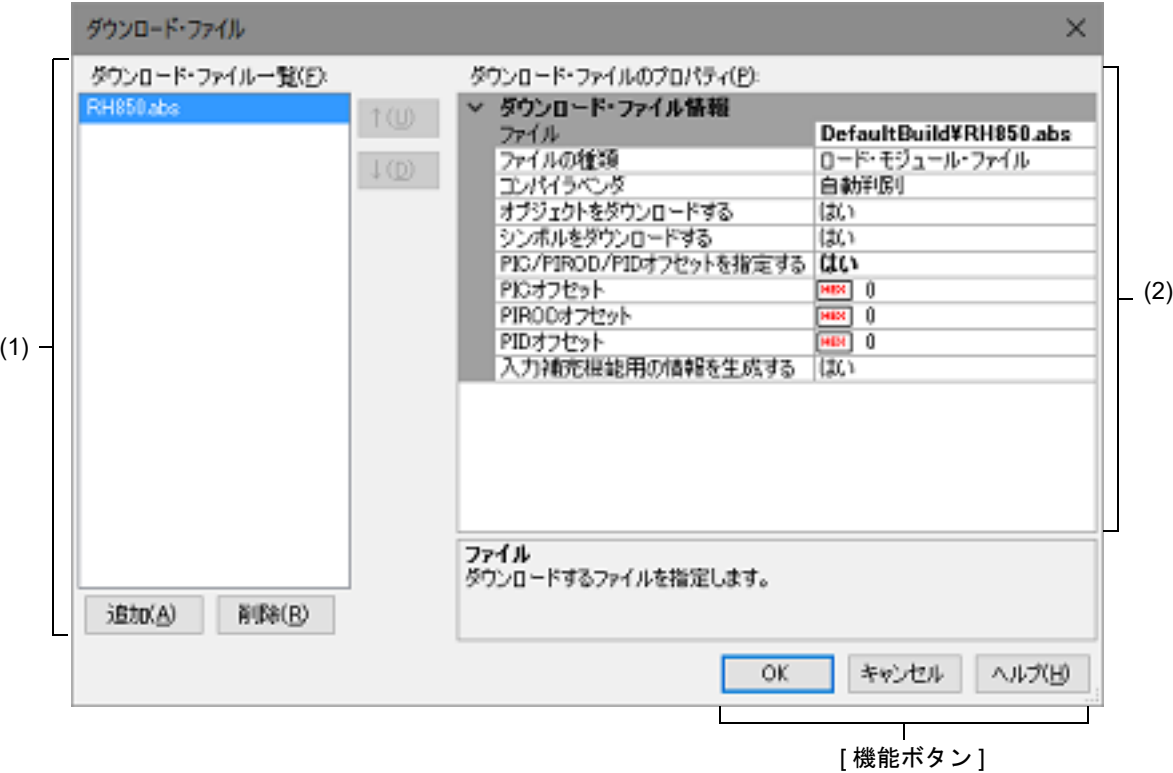 ダウンロード・ファイル
(1)
ダウンロード・ファイル一覧(F):
RH850.abs
↑(U)
↓(D)
追加(A)
削除(R)
ダウンロード・ファイルのプロパティ(P):
ダウンロード・ファイル情報
ファイル DefaultBuild¥RH850.abs
ファイルの種類 ロード・モジュール・ファイル
コンパイラベンダ 自動判別
オブジェクトをダウンロードする はい
シンボルをダウンロードする はい
PIC/PIROD/PIDオフセットを指定する はい
PICオフセット HEX 0
PIRODオフセット HEX 0
PIDオフセット HEX 0
入力補完機能用の情報を生成する はい
(2)
ファイル
ダウンロードするファイルを指定します。
OK キャンセル ヘルプ(H)
[ 機能ボタン ]